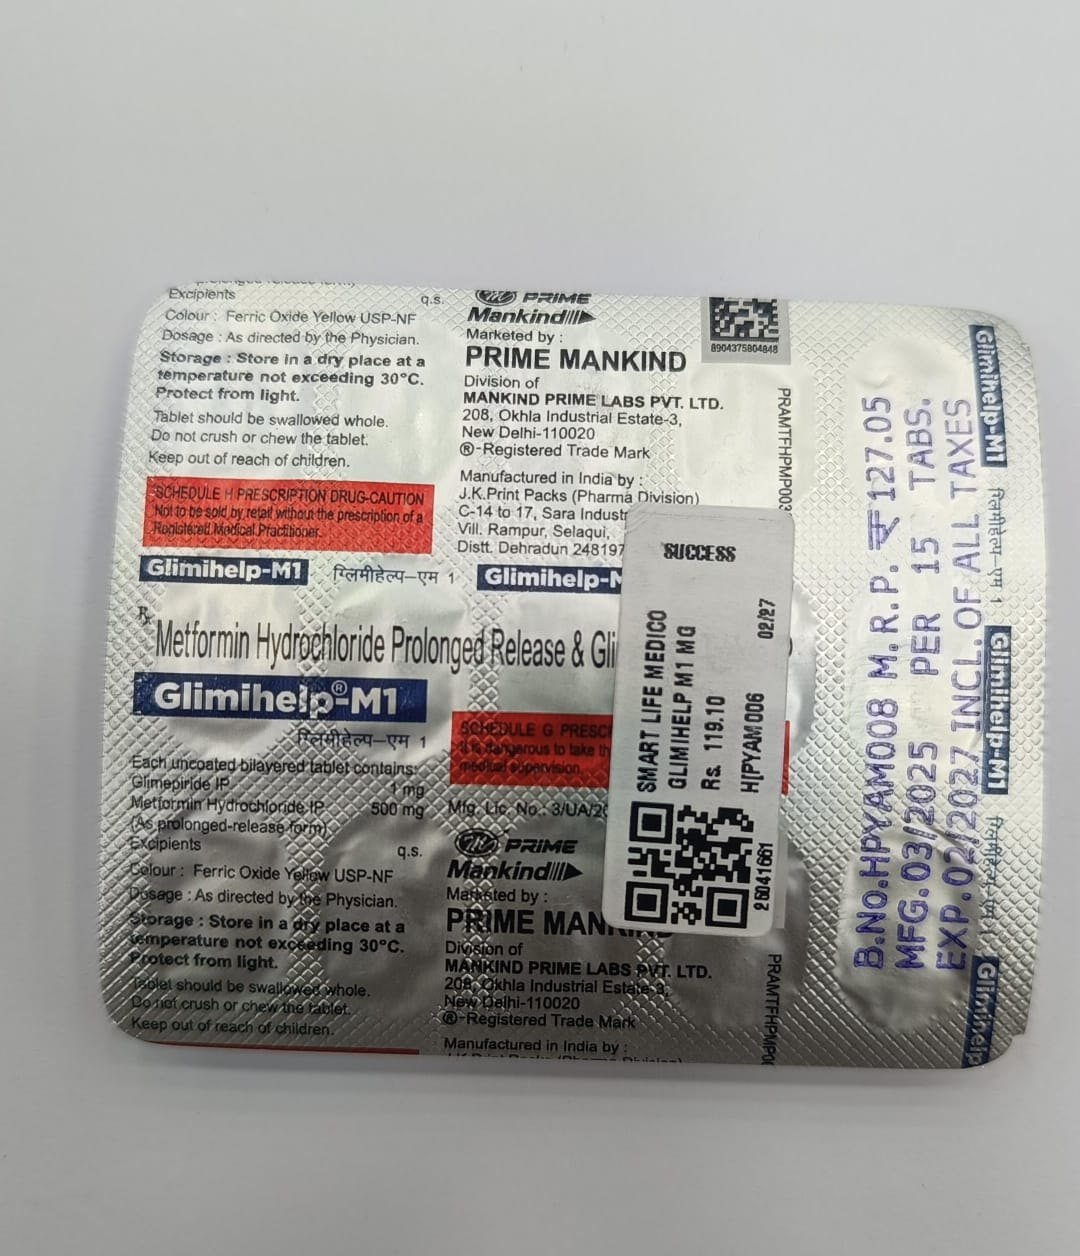 Excipients q.s.
Colour : Ferric Oxide Yellow USP-NF
Dosage : As directed by the Physician.
Storage : Store in a dry place at a
temperature not exceeding 30°C.
Protect from light.
Tablet should be swallowed whole.
Do not crush or chew the tablet.
Keep out of reach of children.
SCHEDULE H PRESCRIPTION DRUG-CAUTION
Not to be sold by retail without the prescription of a
Registered Medical Practitioner.
PRIME
Mankind
Marketed by :
PRIME MANKIND
Division of
MANKIND PRIME LABS PVT. LTD.
208, Okhla Industrial Estate-3,
New Delhi-110020
®-Registered Trade Mark
Manufactured in India by :
J.K.Print Packs (Pharma Division)
C-14 to 17, Sara
Vill. Rampur, Selaqui,
Distt. Dehradun 248197
8904375804848
Glimihelp-M1 ग्लिमीहेल्प-एम 1
Rx
Metformin Hydrochloride Prolonged Release &
Glimihelp®-M1
ग्लिमीहेल्प-एम 1
Each uncoated bilayered tablet contains:
Glimepiride IP 1 mg
Metformin Hydrochloride IP 500 mg
(As prolonged-release form)
Excipients q.s.
Colour : Ferric Oxide Yellow USP-NF
Dosage : As directed by the Physician.
Storage : Store in a dry place at a
temperature not exceeding 30°C.
Protect from light.
Tablet should be swallowed whole.
Do not crush or chew the tablet.
Keep out of reach of children.
SCHEDULE G
It is dangerous to take
medical supervision.
Mfg. Lic. No.: 3/UA/
PRIME
Mankind
Marketed by :
PRIME
Division of
MANKIND PRIME LABS PVT. LTD.
208, Okhla Industrial Estate-3,
New Delhi-110020
®-Registered Trade Mark
Manufactured in India by :
SUCCESS
SMART LIFE MEDICO
GLIMIHELP M1 MG
Rs. 119.10
HPYAM006 02/27
25041661
B.No.HPYAM008 M.R.P. ₹127.05
MFG.03/2025 PER 15 TABS.
EXP.02/2027 INCL. OF ALL TAXES
Glimihelp-M1 ग्लिमीहेल्प-एम 1 Glimihelp-M1
Glimihelp